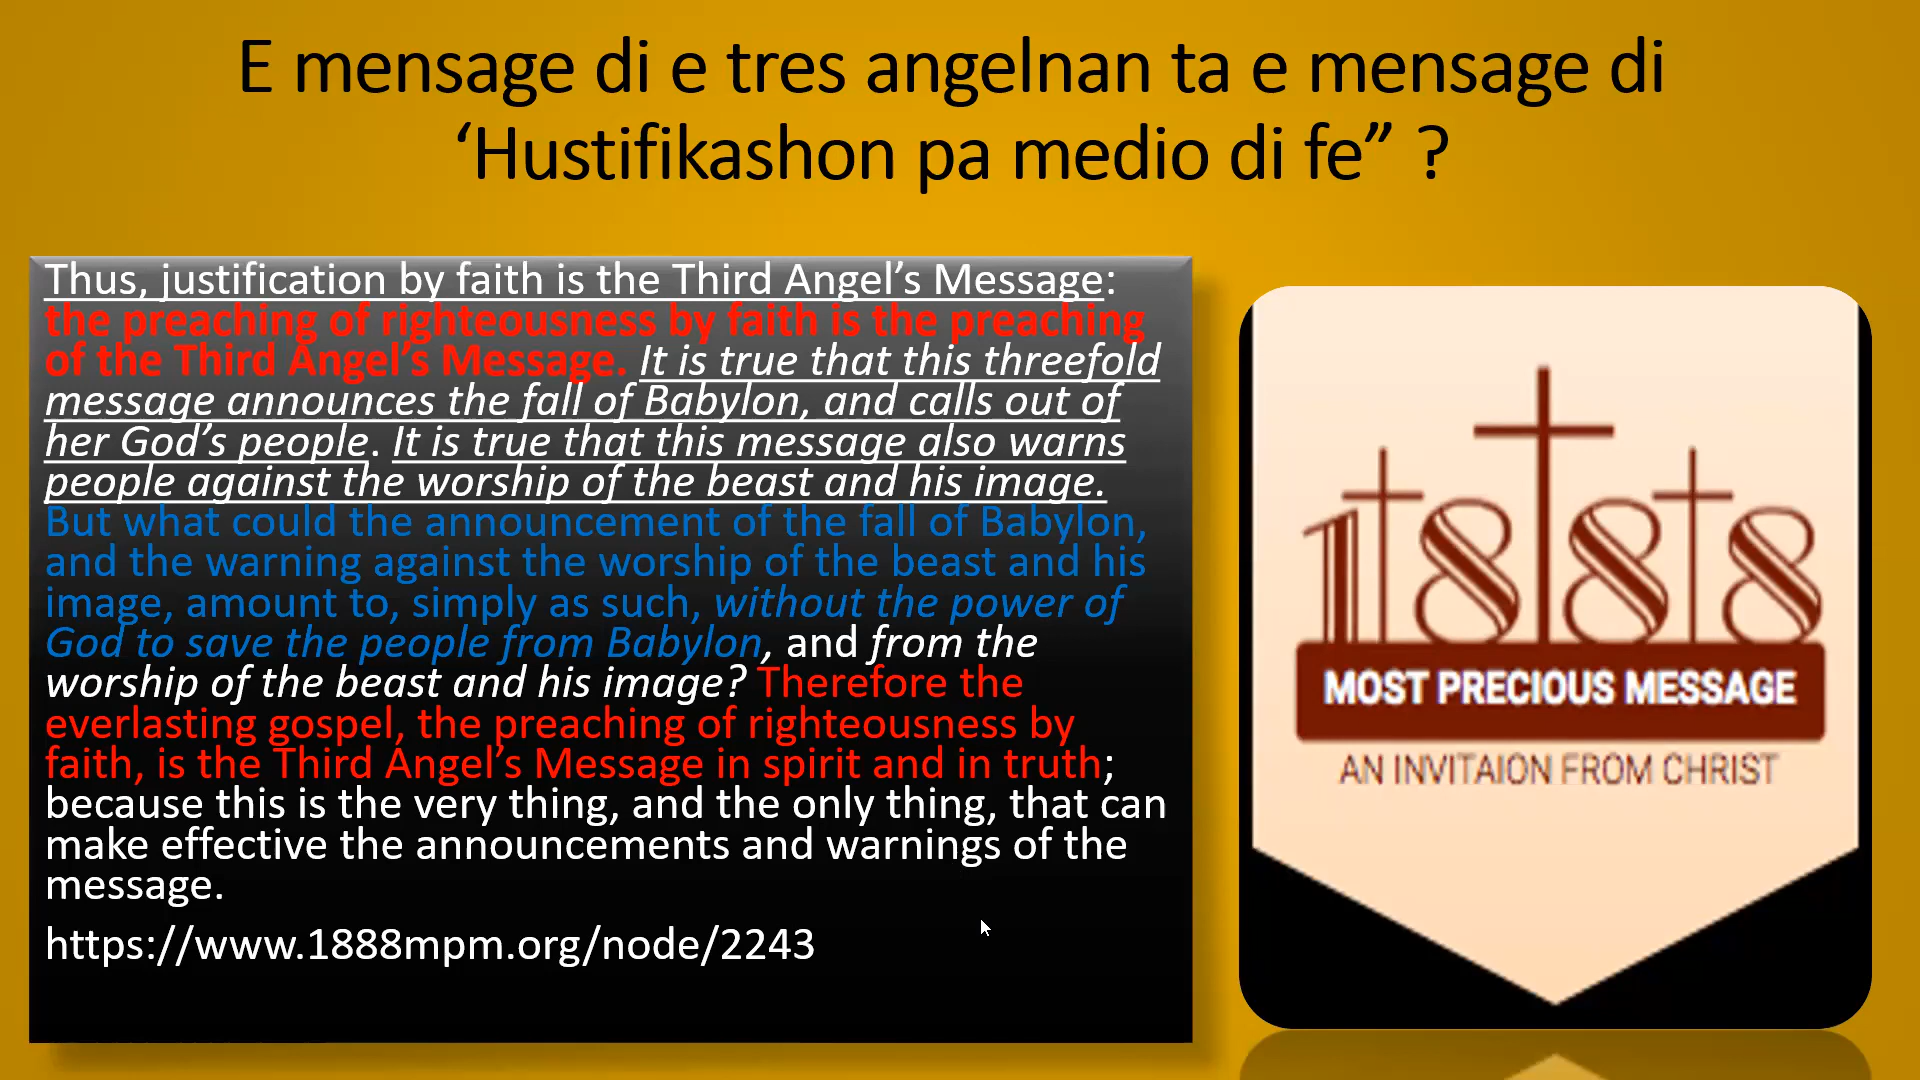 E mensage di e tres angelnan ta e mensage di
‘Hustifikashon pa medio di fe” ?
Thus, justification by faith is the Third Angel’s Message:
the preaching of righteousness by faith is the preaching
of the Third Angel’s Message. It is true that this threefold
message announces the fall of Babylon, and calls out of
her God’s people. It is true that this message also warns
people against the worship of the beast and his image.
But what could the announcement of the fall of Babylon,
and the warning against the worship of the beast and his
image, amount to, simply as such, without the power of
God to save the people from Babylon, and from the
worship of the beast and his image? Therefore the
everlasting gospel, the preaching of righteousness by
faith, is the Third Angel’s Message in spirit and in truth;
because this is the very thing, and the only thing, that can
make effective the announcements and warnings of the
message.
https://www.1888mpm.org/node/2243
1888
MOST PRECIOUS MESSAGE
AN INVITAION FROM CHRIST